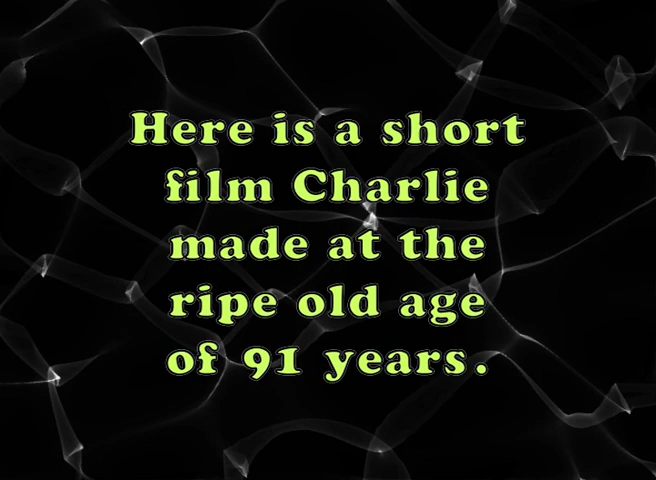 Here is a short
film Charlie
made at the
ripe old age
of 91 years.